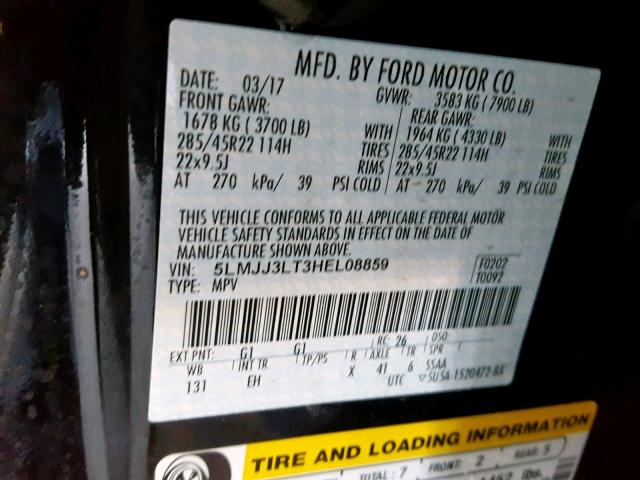 MFD. BY FORD MOTOR CO.
DATE: 03/17 GVWR: 3583 KG (7900 LB)
FRONT GAWR: REAR GAWR:
1678 KG (3700 LB) WITH 1964 KG (4330 LB) WITH
285/45R22 114H TIRES 285/45R22 114H TIRES
22x9.5J RIMS 22x9.5J RIMS
AT 270 kPa/ 39 PSI COLD AT 270 kPa/ 39 PSI COLD
THIS VEHICLE CONFORMS TO ALL APPLICABLE FEDERAL MOTOR
VEHICLE SAFETY STANDARDS IN EFFECT ON THE DATE OF
MANUFACTURE SHOWN ABOVE.
VIN: 5LMJJ3LT3HEL08859 F0202
TYPE: MPV T0092
EXT PNT: G1 G1 RC: 26 DSO:
WB INT TR TP/PS R AXLE TR SPR
131 EH X 41 6 SSAA
UTC ▽5U5A-1520472-BA
TIRE AND LOADING INFORMATION
TOTAL: 7 FRONT: 2 REAR: 5